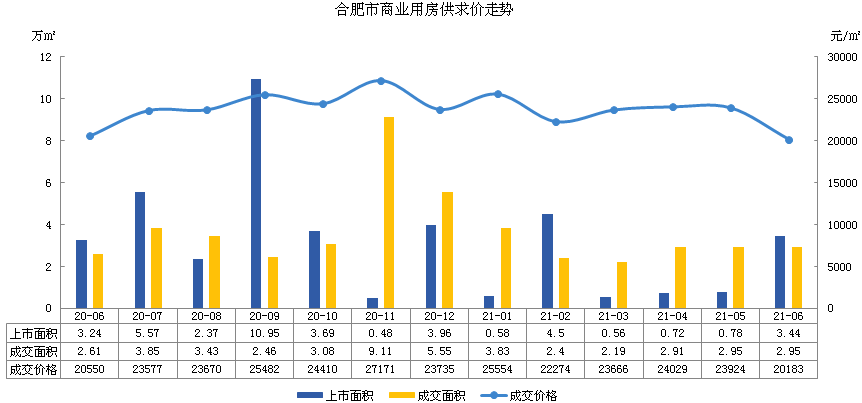 合肥市商业用房供求价走势
万㎡ 元/㎡
12 30000
10 25000
8 20000
6 15000
4 10000
2 5000
0 0
20-06 20-07 20-08 20-09 20-10 20-11 20-12 21-01 21-02 21-03 21-04 21-05 21-06
上市面积 3.24 5.57 2.37 10.95 3.69 0.48 3.96 0.58 4.5 0.56 0.72 0.78 3.44
成交面积 2.61 3.85 3.43 2.46 3.08 9.11 5.55 3.83 2.4 2.19 2.91 2.95 2.95
成交价格 20550 23577 23670 25482 24410 27171 23735 25554 22274 23666 24029 23924 20183
上市面积 成交面积 成交价格